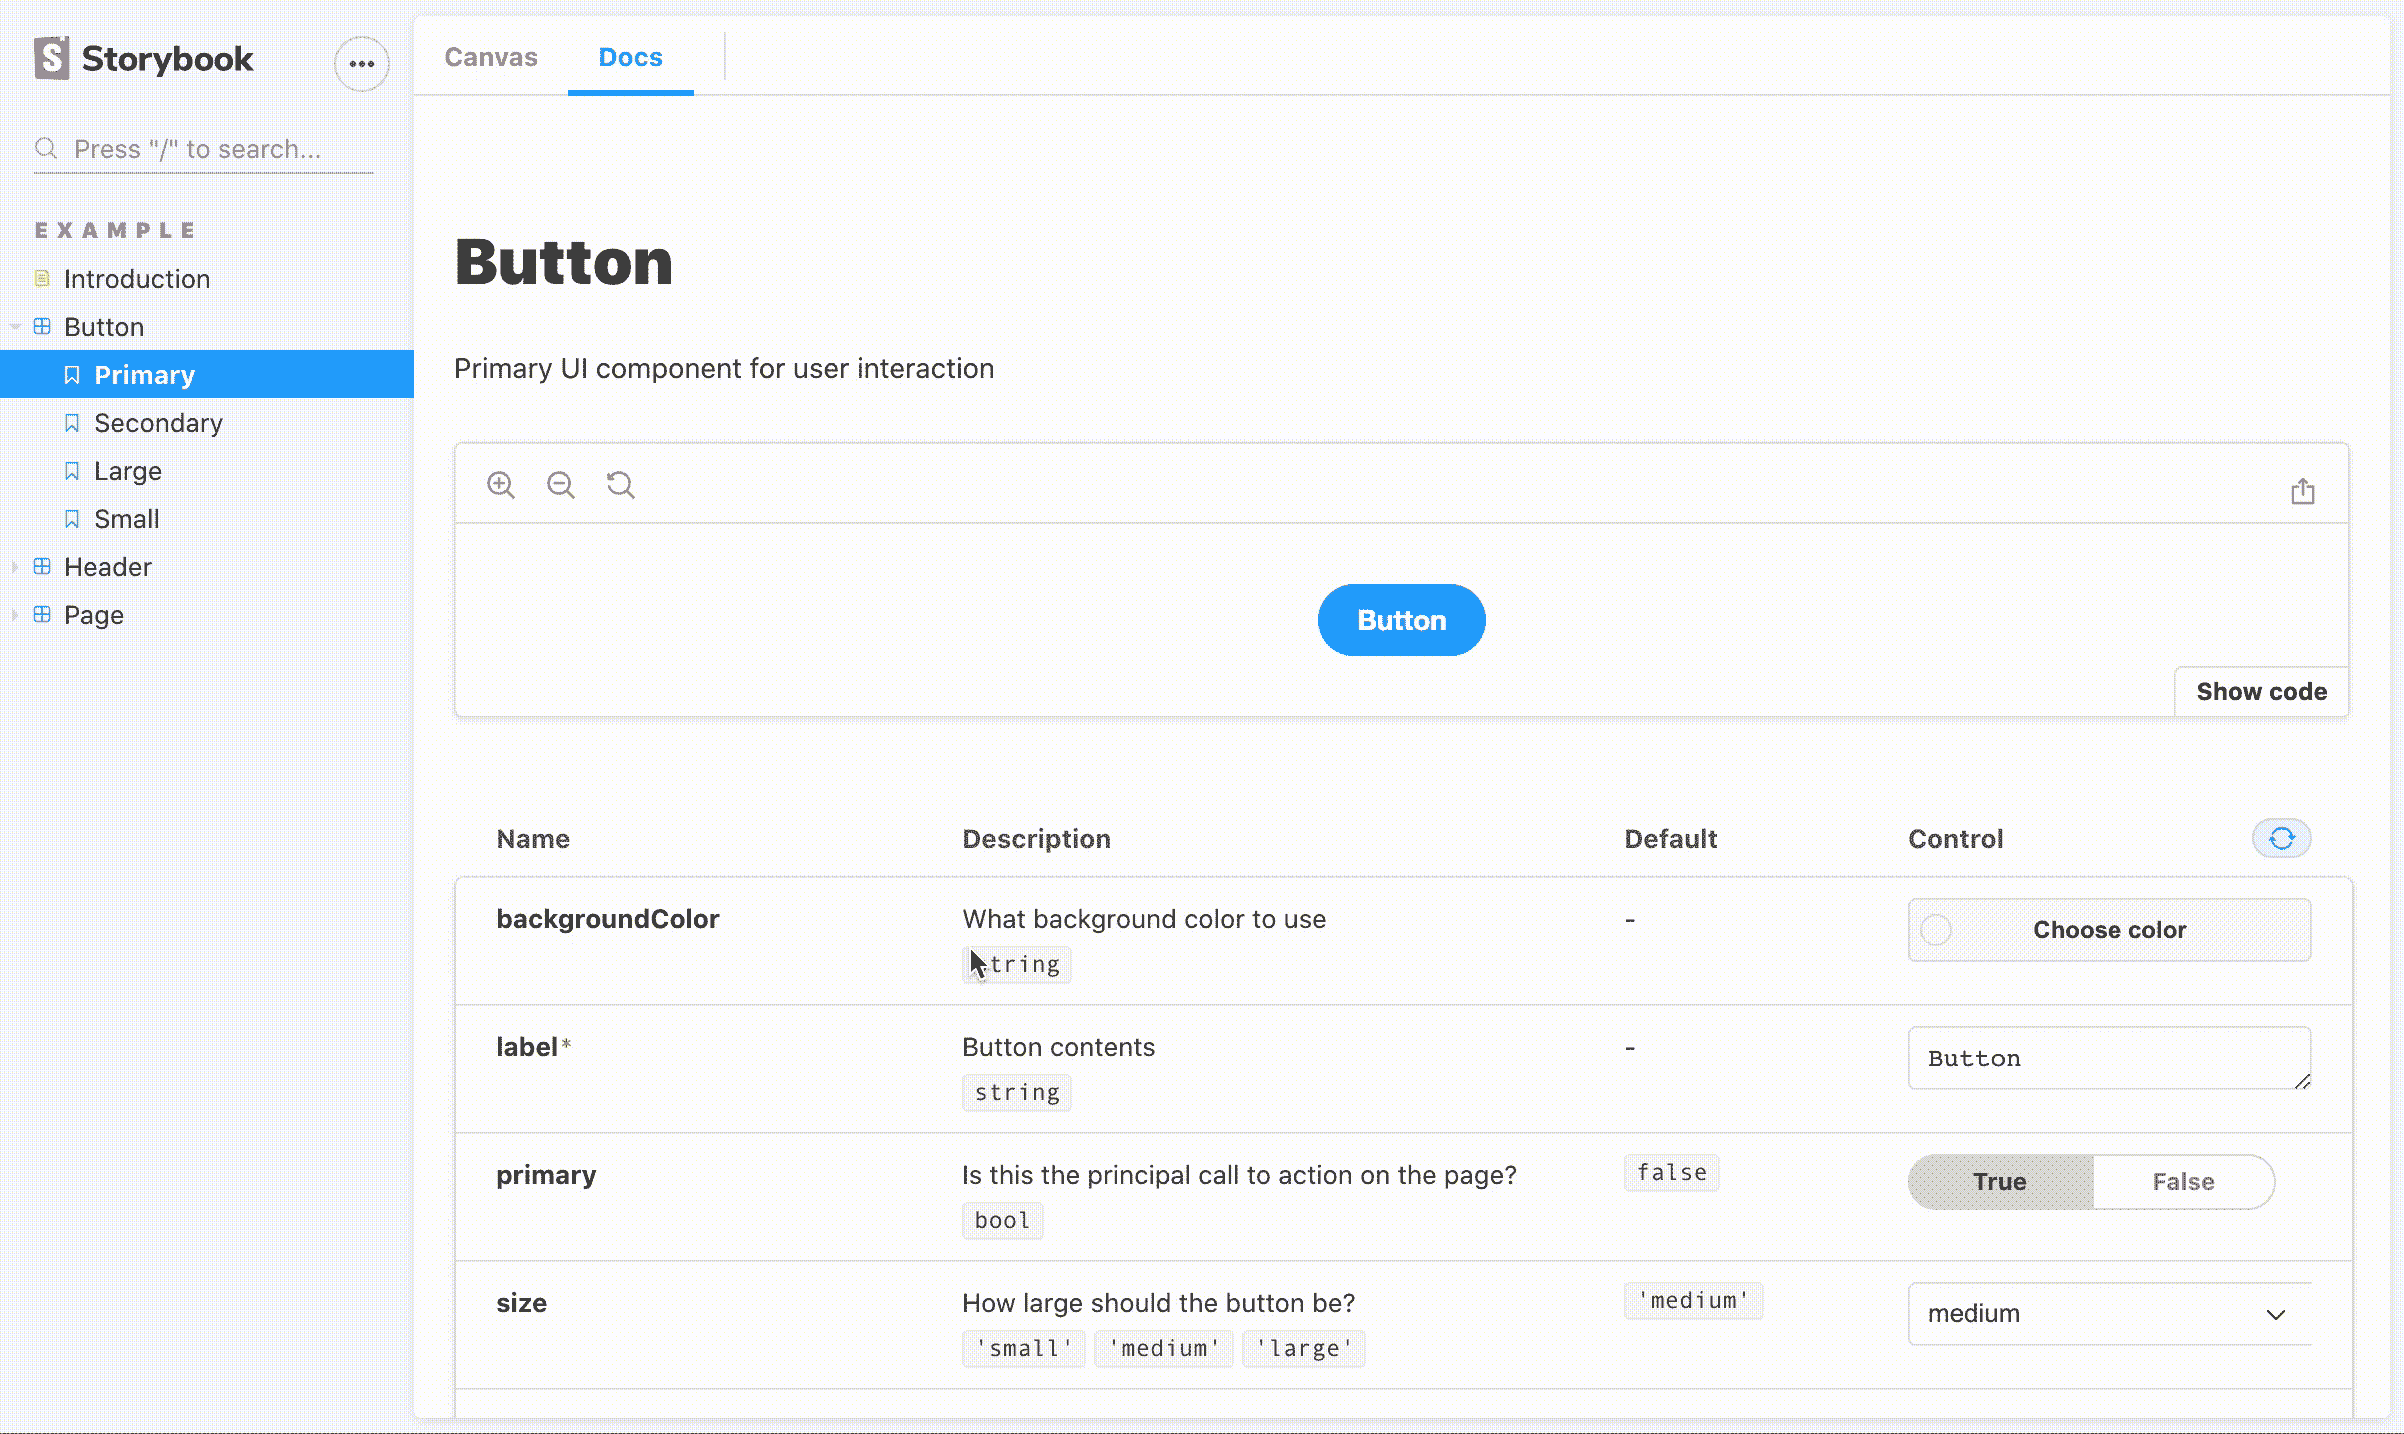 Storybook
Press "/" to search...
EXAMPLE
Introduction
Button
Primary
Secondary
Large
Small
Header
Page
Canvas Docs
Button
Primary UI component for user interaction
Button
Show code
Name Description Default Control
backgroundColor What background color to use - Choose color
string
label* Button contents - Button
string
primary Is this the principal call to action on the page? false True False
bool
size How large should the button be? 'medium' medium
'small' 'medium' 'large'